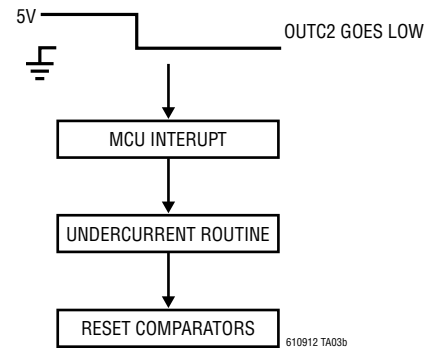 5V
OUTC2 GOES LOW
MCU INTERUPT
UNDERCURRENT ROUTINE
RESET COMPARATORS
610912 TA03b